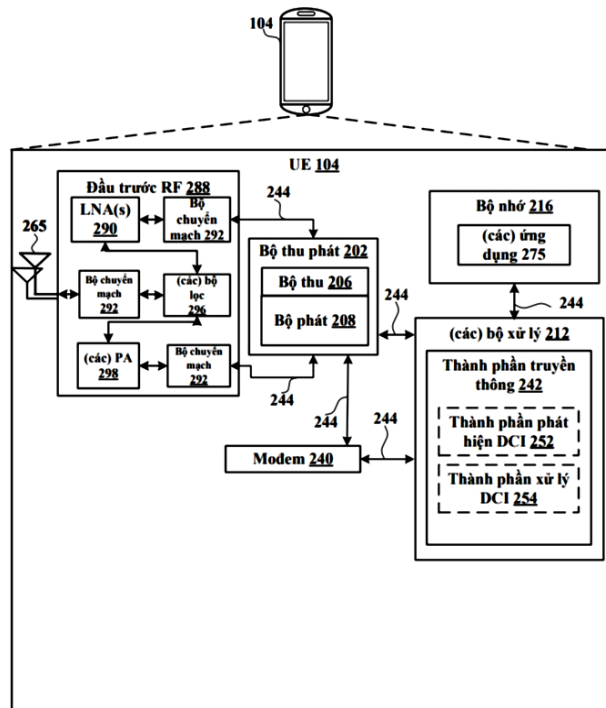 104
UE 104
Đầu trước RF 288
LNA(s)
290
Bộ
chuyển
mạch 292
265
Bộ chuyển
mạch
292
(các) bộ
lọc
296
(các) PA
298
Bộ chuyển
mạch
292
244
Bộ thu phát 202
Bộ thu 206
Bộ phát 208
244
244
244
Modem 240
244
Bộ nhớ 216
(các) ứng
dụng 275
244
(các) bộ xử lý 212
Thành phần truyền
thông 242
Thành phần phát
hiện DCI 252
Thành phần xử lý
DCI 254